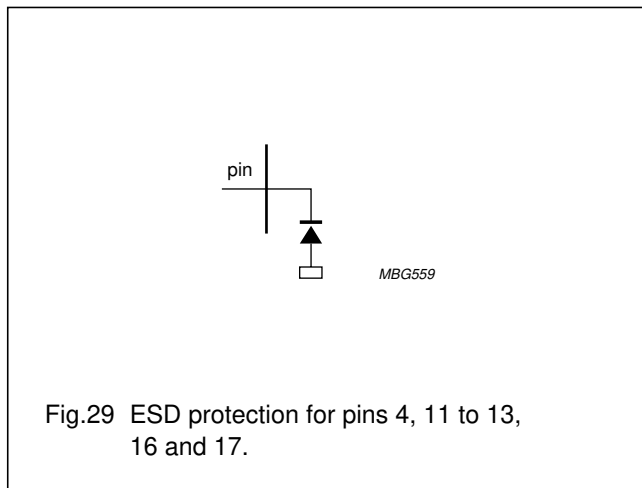 pin
MBG559
Fig.29 ESD protection for pins 4, 11 to 13,
16 and 17.